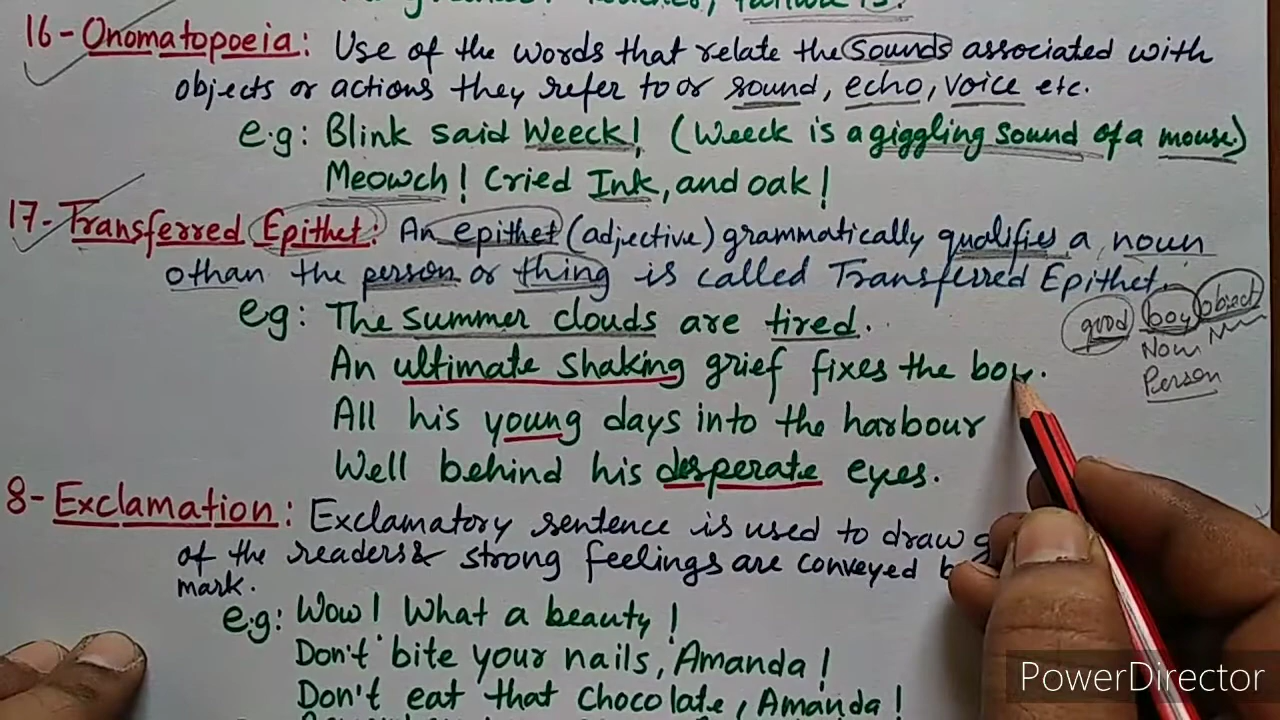 16- Onomatopoeia: Use of the words that relate the sounds associated with
objects or actions they refer to or sound, echo, voice etc.
e.g: Blink said Weeck! (Weeck is a giggling sound of a mouse.)
Meowch! Cried Ink, and oak!
17- Transferred Epithet: An epithet (adjective) grammatically qualifies a noun
othan the person or thing is called Transferred Epithet.
eg: The summer clouds are tired.
good boy object
Noun
Person
An ultimate shaking grief fixes the boy.
All his young days into the harbour
Well behind his desperate eyes.
8- Exclamation: Exclamatory sentence is used to draw
of the readers & strong feelings are conveyed
mark.
e.g: Wow! What a beauty!
Don't bite your nails, Amanda!
Don't eat that chocolate, Amanda!
PowerDirector